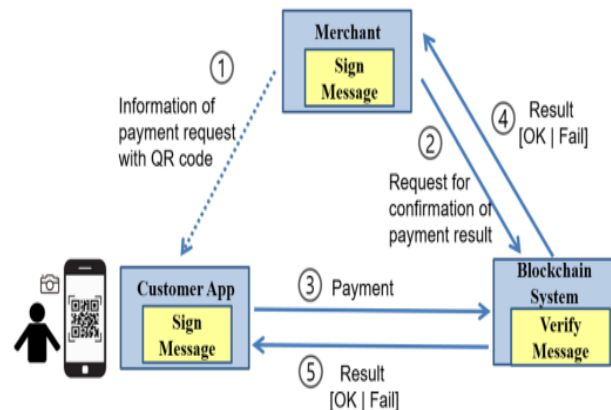 Merchant
Sign
Message
①
Information of
payment request
with QR code
②
Request for
confirmation of
payment result
④
Result
[OK | Fail]
Customer App
Sign
Message
③ Payment
Blockchain
System
Verify
Message
⑤ Result
[OK | Fail]